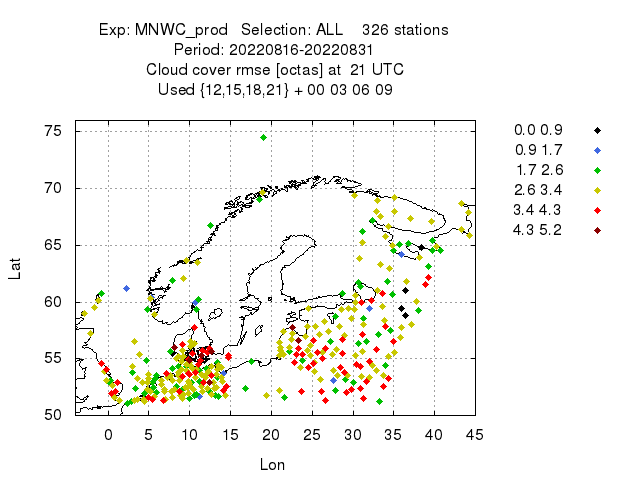 Exp: MNWC_prod Selection: ALL 326 stations
Period: 20220816-20220831
Cloud cover rmse [octas] at 21 UTC
Used {12,15,18,21} + 00 03 06 09
0.0 0.9
0.9 1.7
1.7 2.6
2.6 3.4
3.4 4.3
4.3 5.2
75
70
65
60
55
50
Lat
0 5 10 15 20 25 30 35 40 45
Lon